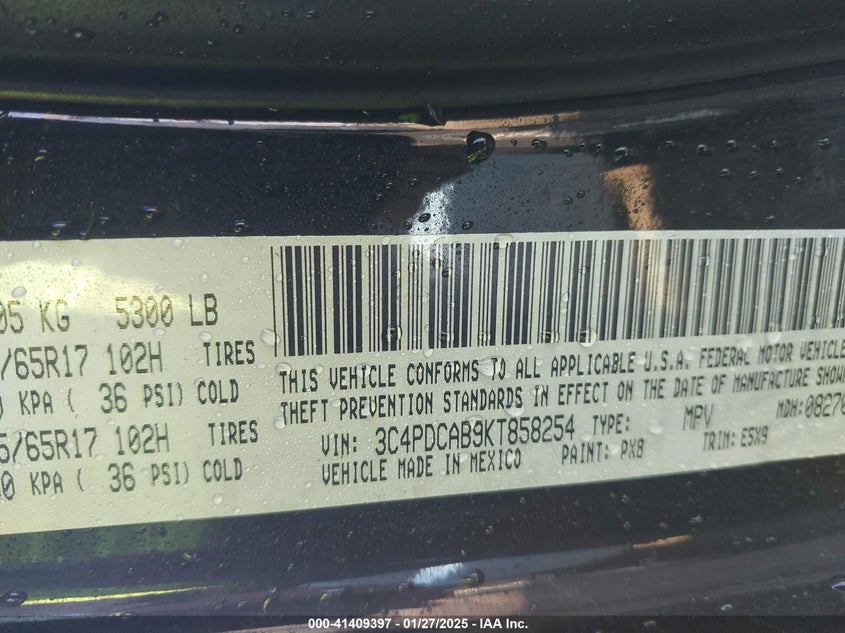 05 KG 5300 LB
/65R17 102H TIRES
0 KPA ( 36 PSI) COLD
5/65R17 102H TIRES
0 KPA ( 36 PSI) COLD
THIS VEHICLE CONFORMS TO ALL APPLICABLE U.S.A. FEDERAL MOTOR VEHICLE
THEFT PREVENTION STANDARDS IN EFFECT ON THE DATE OF MANUFACTURE SHOWN
VIN: 3C4PDCAB9KT858254 TYPE: MPV MDH:08270
VEHICLE MADE IN MEXICO PAINT: PX8 TRIM: E5X9
000-41409397 | 01/27/2025 - IAA Inc.